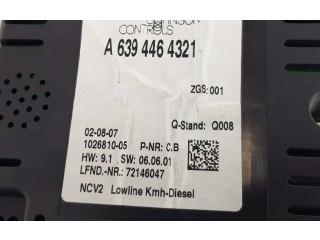 JOHNSON
CONTROLS
A 639 446 4321
ZGS: 001
02-08-07
Q-Stand: Q008
1026810-05 P-NR: C.B
HW: 9.1 SW: 06.06.01
LFND.-NR.: 72146047
NCV2 Lowline Kmh-Diesel